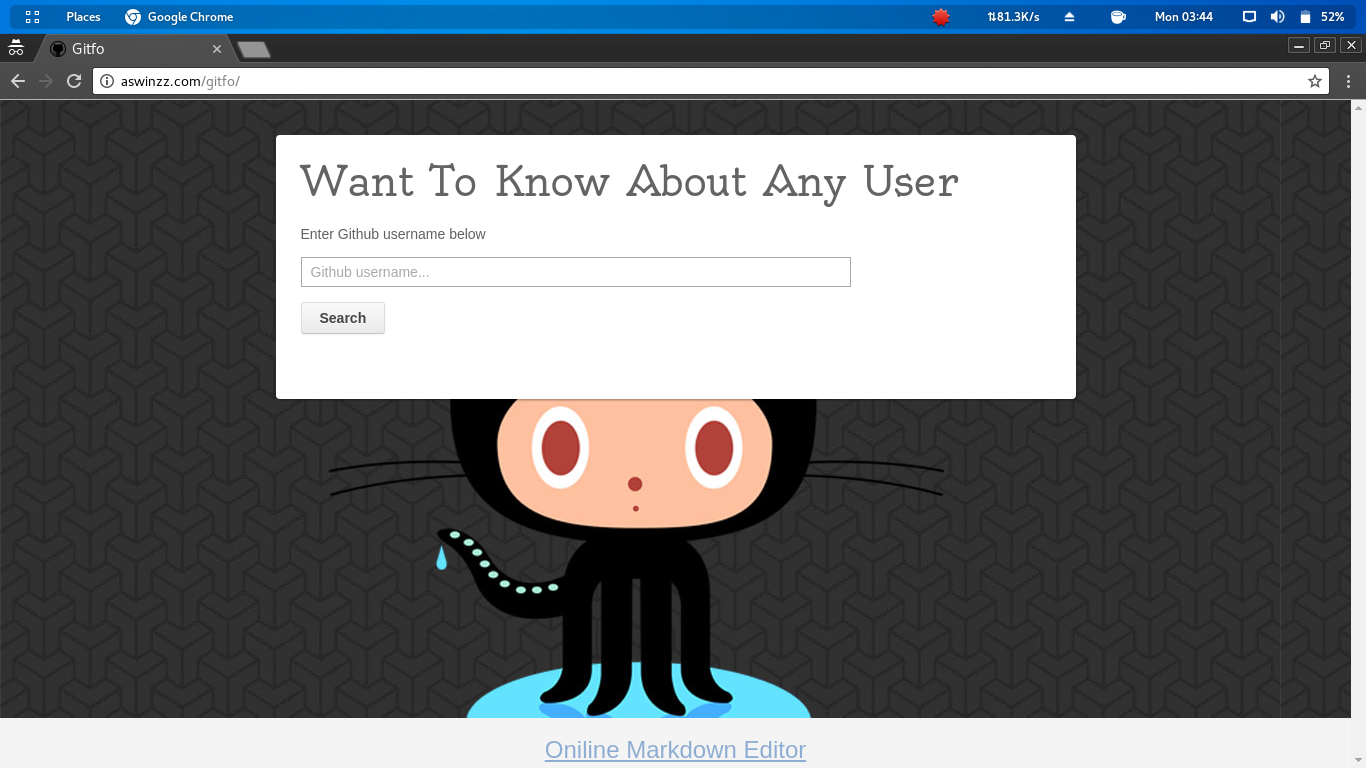 Places Google Chrome ⇅81.3K/s Mon 03:44 52%
Gitfo
aswinzz.com/gitfo/
Want To Know About Any User
Enter Github username below
Github username...
Search
Oniline Markdown Editor